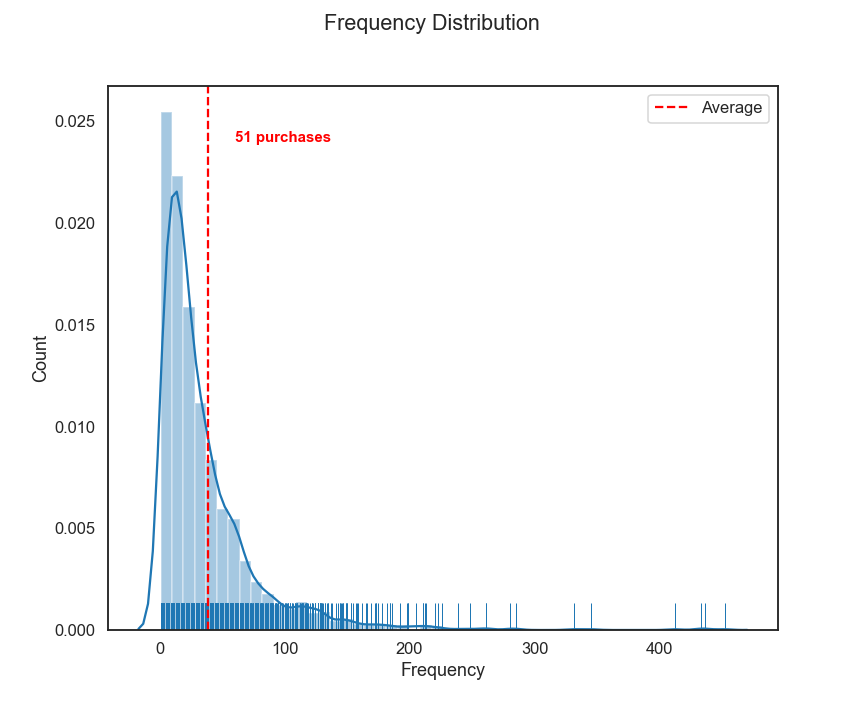 Frequency Distribution
Average
51 purchases
0.025
0.020
0.015
0.010
0.005
0.000
Count
0
100
200
300
400
Frequency